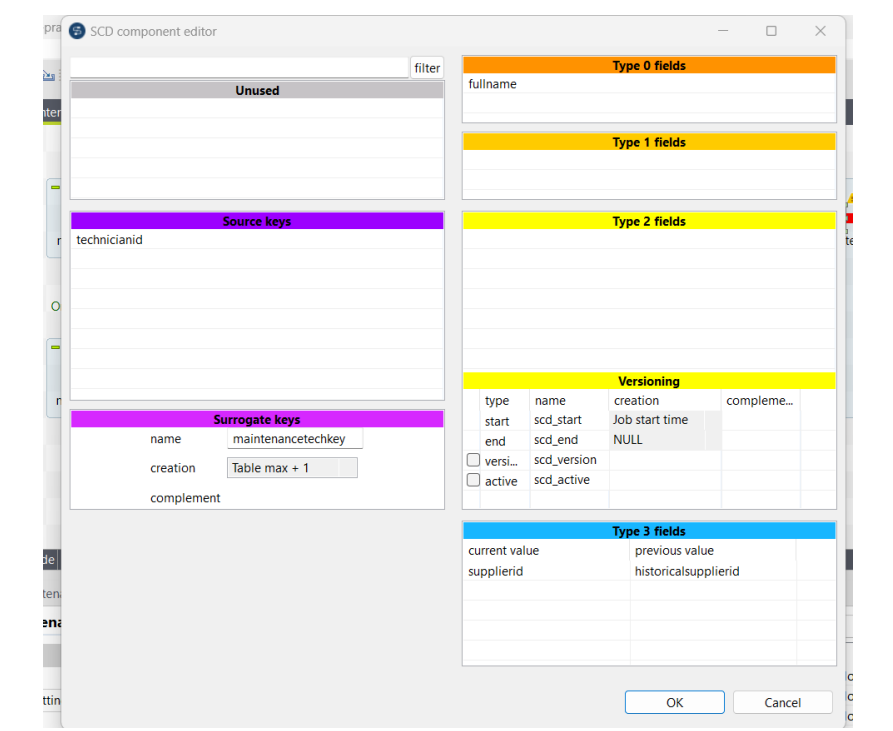 pra
SCD component editor
filter
Unused
Source keys
technicianid
Surrogate keys
name maintenancetechkey
creation Table max + 1
complement
Type 0 fields
fullname
Type 1 fields
Type 2 fields
Versioning
type name creation compleme...
start scd_start Job start time
end scd_end NULL
versi... scd_version
active scd_active
Type 3 fields
current value previous value
supplierid historicalsupplierid
OK Cancel